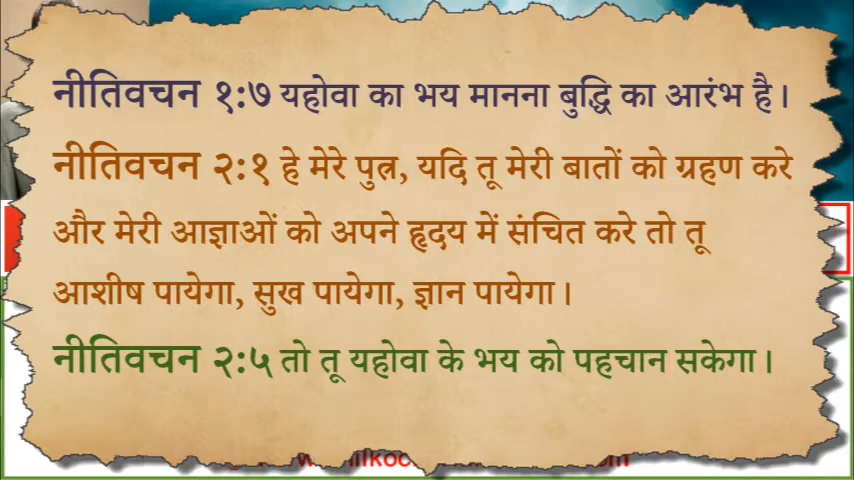 नीतिवचन १:७ यहोवा का भय मानना बुद्धि का आरंभ है।
नीतिवचन २:१ हे मेरे पुत्र, यदि तू मेरी बातों को ग्रहण करे
और मेरी आज्ञाओं को अपने हृदय में संचित करे तो तू
आशीष पायेगा, सुख पायेगा, ज्ञान पायेगा।
नीतिवचन २:५ तो तू यहोवा के भय को पहचान सकेगा।